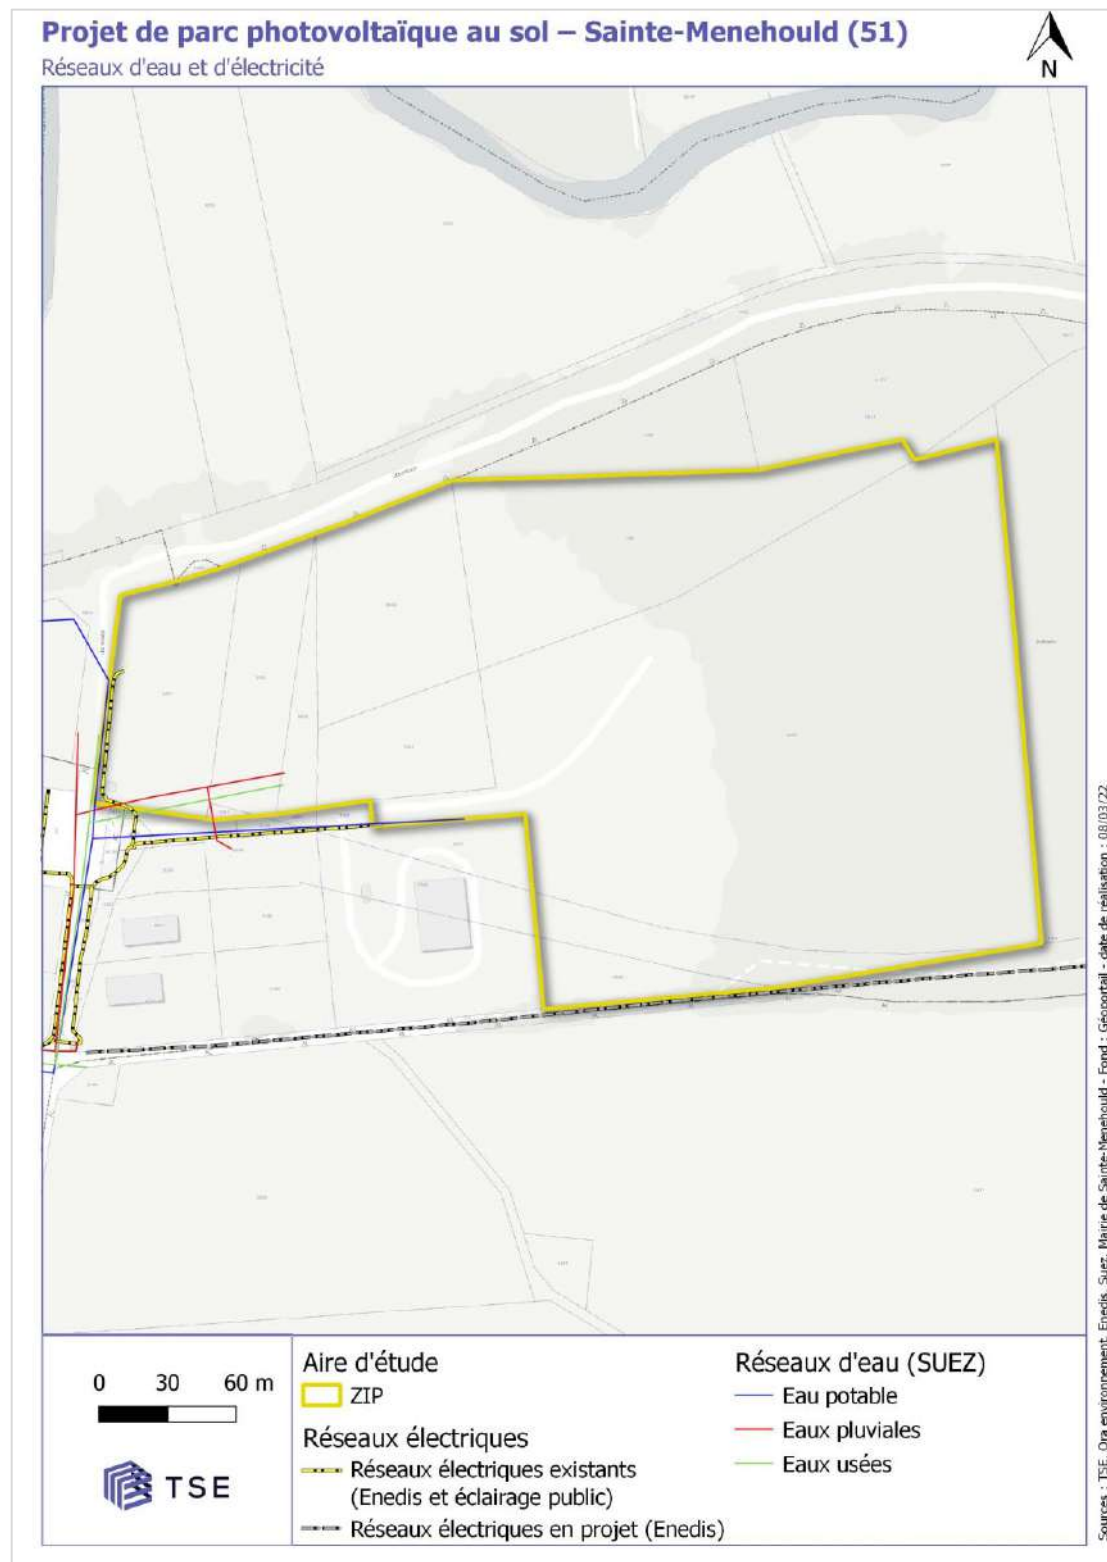 Projet de parc photovoltaïque au sol – Sainte-Menehould (51)
Réseaux d'eau et d'électricité
N
0 30 60 m
TSE
Aire d'étude
ZIP
Réseaux électriques
Réseaux électriques existants
(Enedis et éclairage public)
Réseaux électriques en projet (Enedis)
Réseaux d'eau (SUEZ)
Eau potable
Eaux pluviales
Eaux usées
Sources : TSE, Ora environnement, Enedis, Suez, Mairie de Sainte-Menehould - Fond : Géoportail - date de réalisation : 08/03/22